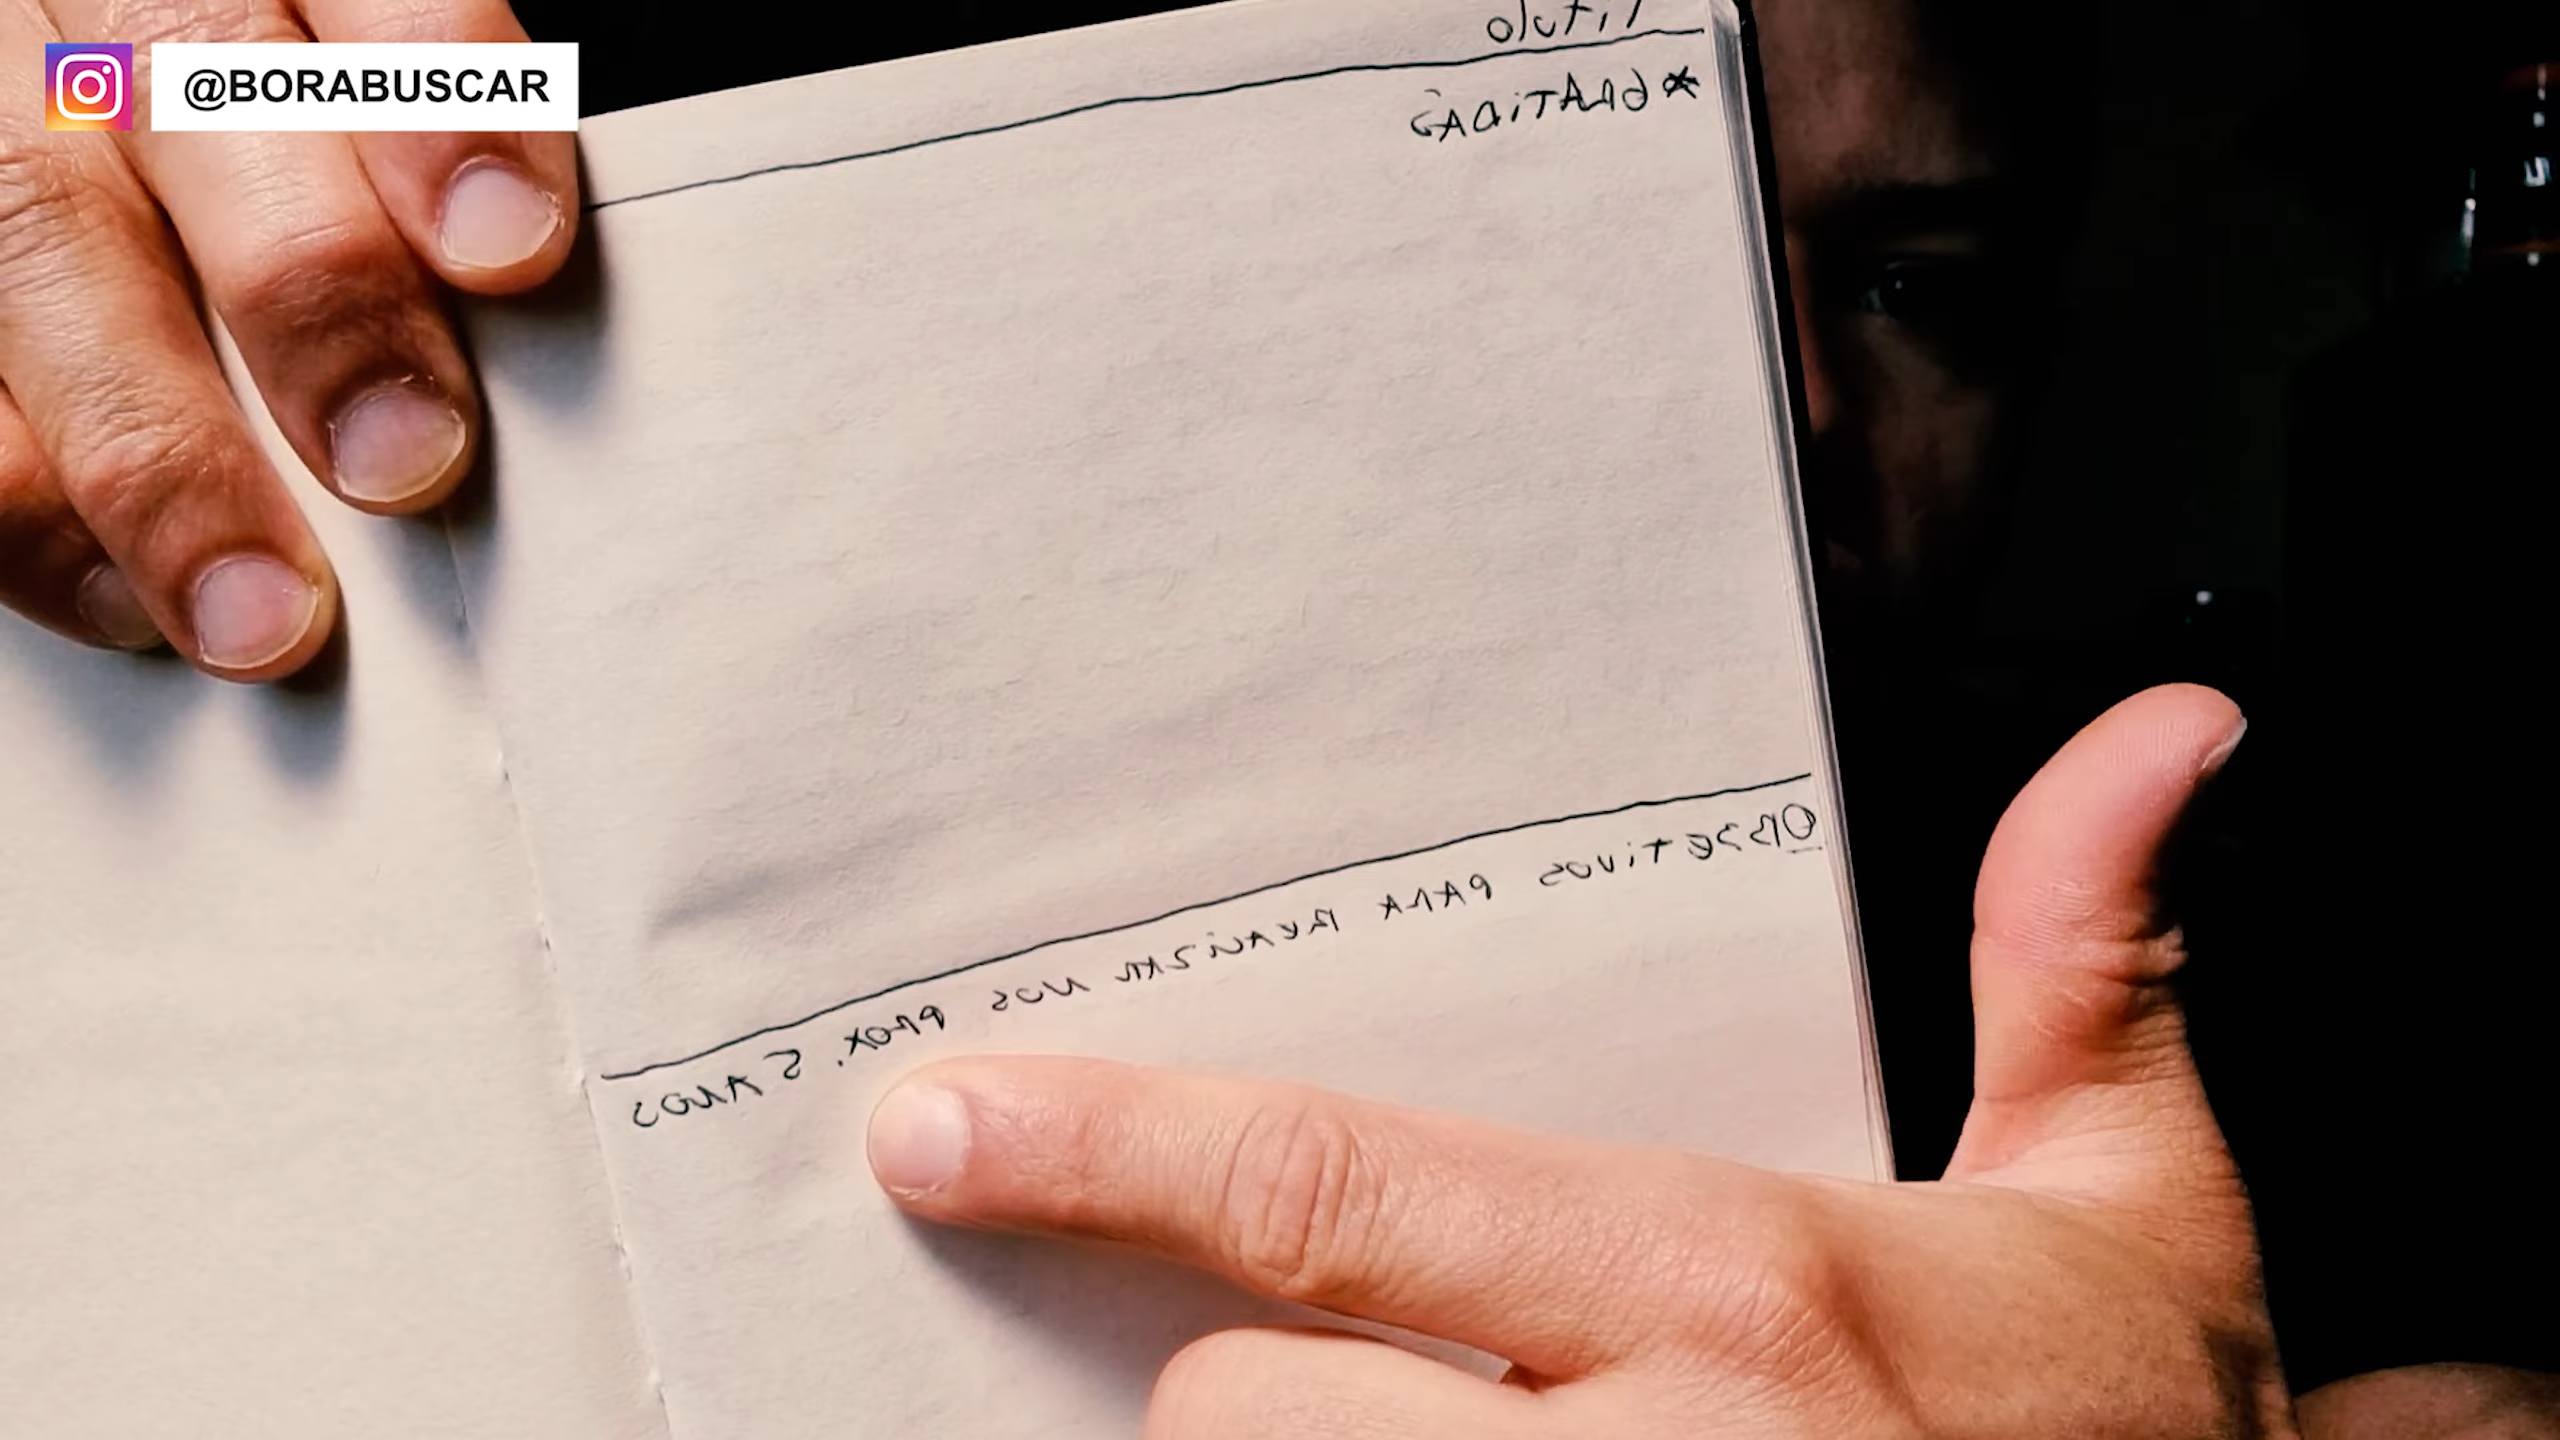 @BORABUSCAR
Título
* GRATIDÃO
OBJETIVOS PARA REALIZAR NOS PROX. 5 ANOS